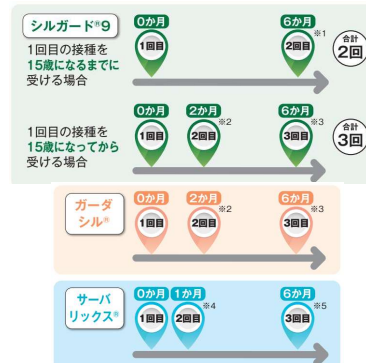 シルガード®9
1回目の接種を
15歳になるまでに
受ける場合
0か月
1回目
6か月
※1
2回目
合計
2回
1回目の接種を
15歳になってから
受ける場合
0か月
1回目
2か月
※2
2回目
6か月
※3
3回目
合計
3回
ガーダ
シル®
0か月
1回目
2か月
※2
2回目
6か月
※3
3回目
サーバ
リックス®
0か月
1回目
1か月
※4
2回目
6か月
※5
3回目